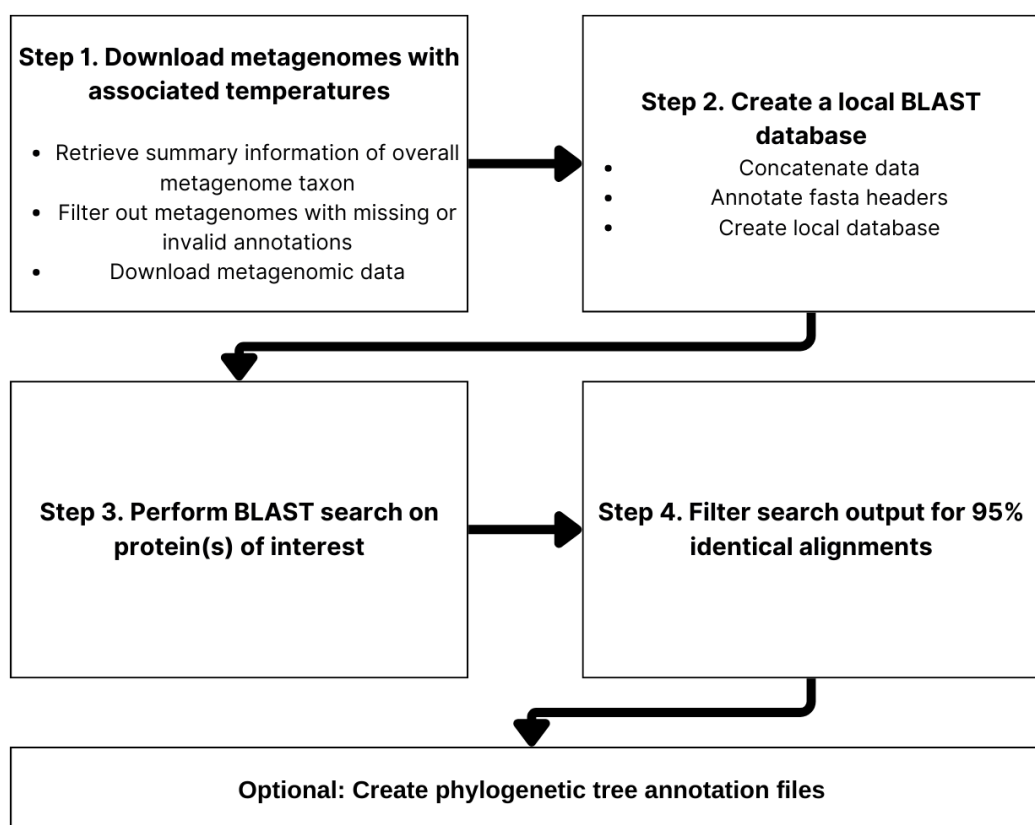 Step 1. Download metagenomes with
associated temperatures
• Retrieve summary information of overall
metagenome taxon
• Filter out metagenomes with missing or
invalid annotations
• Download metagenomic data
Step 2. Create a local BLAST
database
• Concatenate data
• Annotate fasta headers
• Create local database
Step 3. Perform BLAST search on
protein(s) of interest
Step 4. Filter search output for 95%
identical alignments
Optional: Create phylogenetic tree annotation files